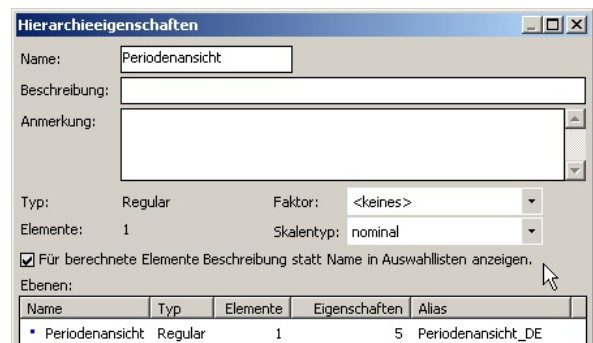 Hierarchieeigenschaften
Name: Periodenansicht
Beschreibung:
Anmerkung:
Typ: Regular Faktor: <keines>
Elemente: 1 Skalentyp: nominal
Für berechnete Elemente Beschreibung statt Name in Auswahllisten anzeigen.
Ebenen:
Name Typ Elemente Eigenschaften Alias
Periodenansicht Regular 1 5 Periodenansicht_DE